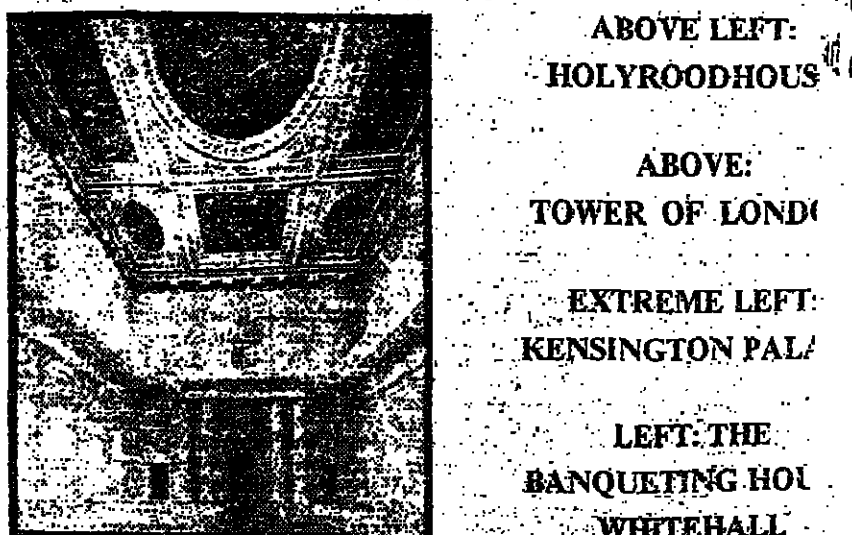 ABOVE LEFT:
HOLYROODHOUS
ABOVE:
TOWER OF LOND
EXTREME LEFT:
KENSINGTON PAL
LEFT: THE
BANQUETING HOU
WHITEHALL